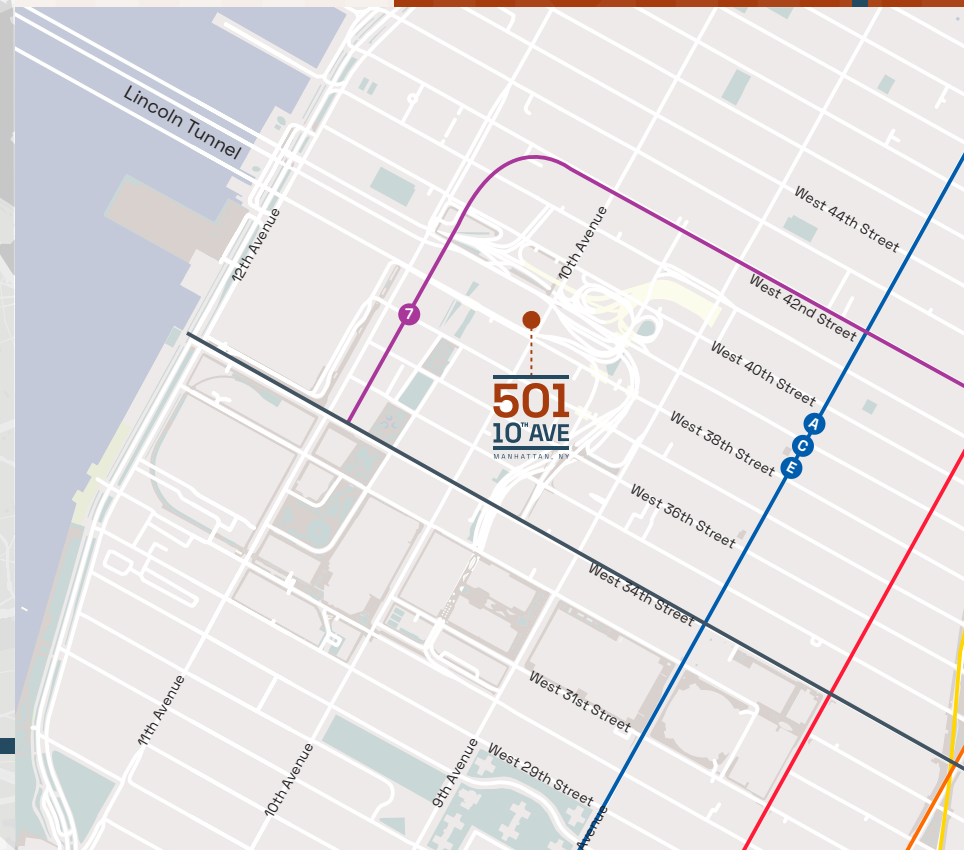 Lincoln Tunnel
12th Avenue
10th Avenue
West 44th Street
West 42nd Street
7
West 40th Street
501
10TH AVE
MANHATTAN, NY
A
C
E
West 38th Street
West 36th Street
West 34th Street
West 31st Street
11th Avenue
10th Avenue
9th Avenue
West 29th Street
Avenue